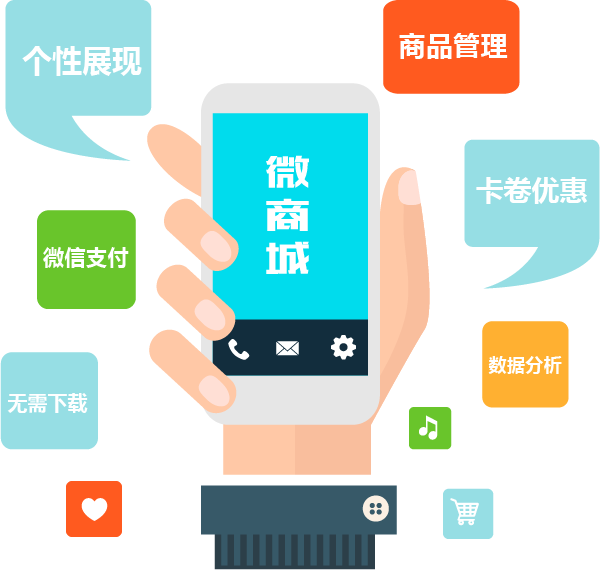 个性展现
商品管理
微商城
卡卷优惠
微信支付
数据分析
无需下载